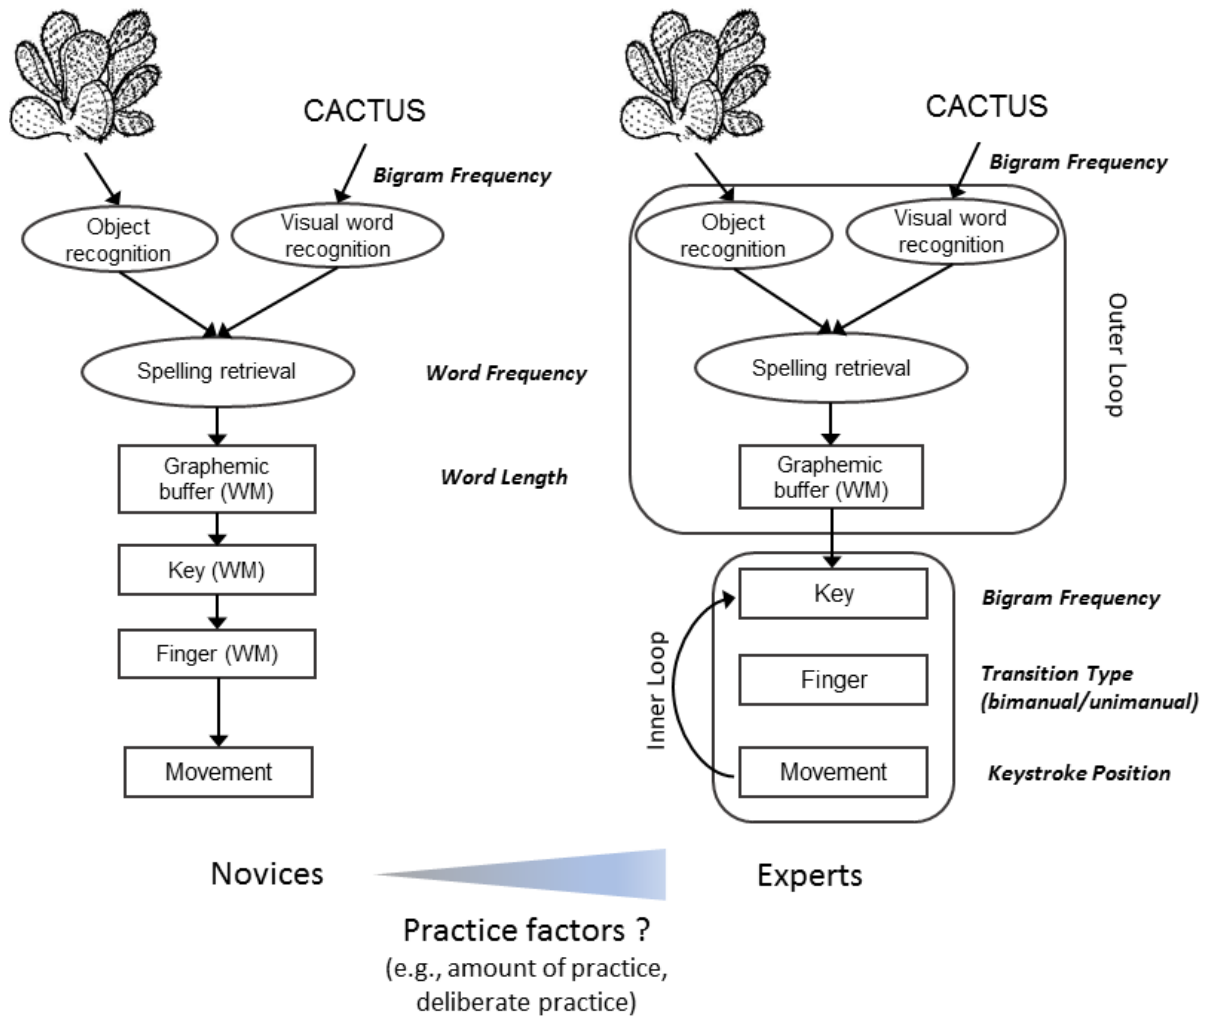 CACTUS
Bigram Frequency
Object
recognition
Visual word
recognition
Spelling retrieval
Graphemic
buffer (WM)
Key (WM)
Finger (WM)
Movement
Word Frequency
Word Length
CACTUS
Bigram Frequency
Object
recognition
Visual word
recognition
Spelling retrieval
Graphemic
buffer (WM)
Outer Loop
Key
Finger
Movement
Inner Loop
Bigram Frequency
Transition Type
(bimanual/unimanual)
Keystroke Position
Novices
Experts
Practice factors ?
(e.g., amount of practice,
deliberate practice)